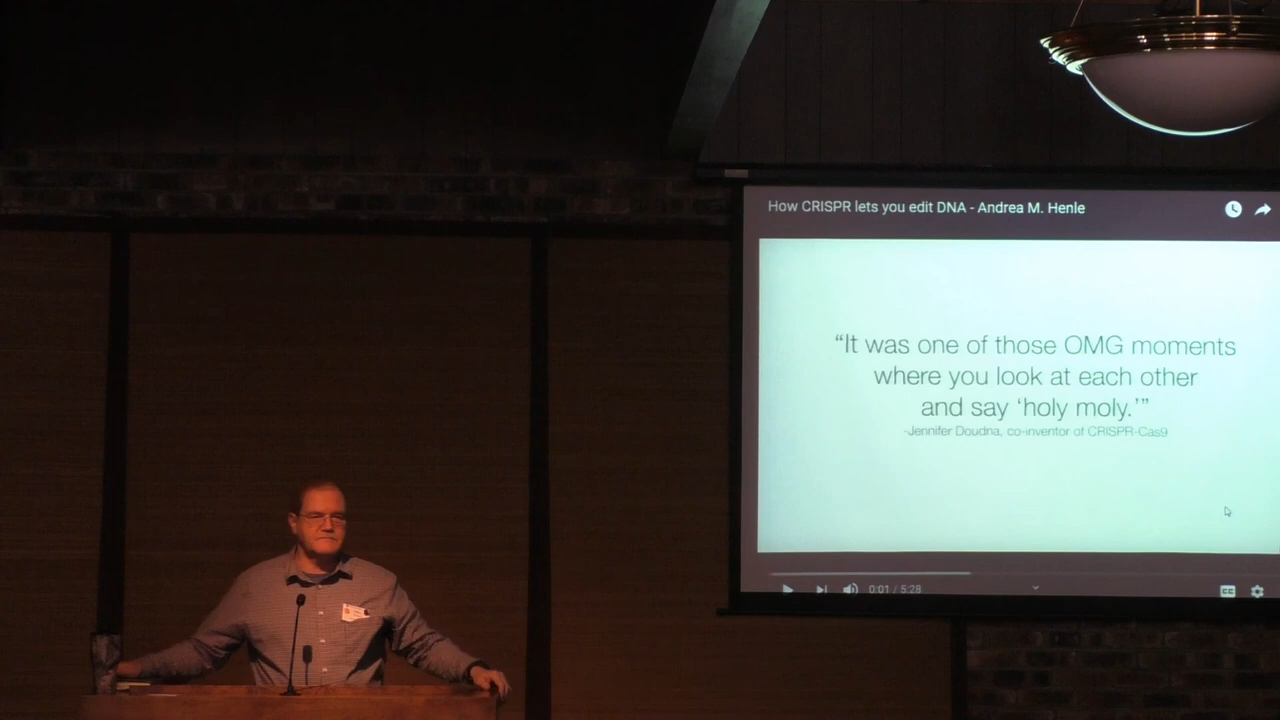 How CRISPR lets you edit DNA - Andrea M. Henle
“It was one of those OMG moments
where you look at each other
and say ‘holy moly.’”
-Jennifer Doudna, co-inventor of CRISPR-Cas9
0:01 / 5:28
CC